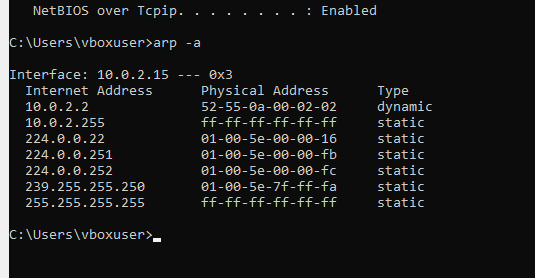 NetBIOS over Tcpip. . . . . . . . : Enabled
C:\Users\vboxuser>arp -a
Interface: 10.0.2.15 --- 0x3
Internet Address Physical Address Type
10.0.2.2 52-55-0a-00-02-02 dynamic
10.0.2.255 ff-ff-ff-ff-ff-ff static
224.0.0.22 01-00-5e-00-00-16 static
224.0.0.251 01-00-5e-00-00-fb static
224.0.0.252 01-00-5e-00-00-fc static
239.255.255.250 01-00-5e-7f-ff-fa static
255.255.255.255 ff-ff-ff-ff-ff-ff static
C:\Users\vboxuser>